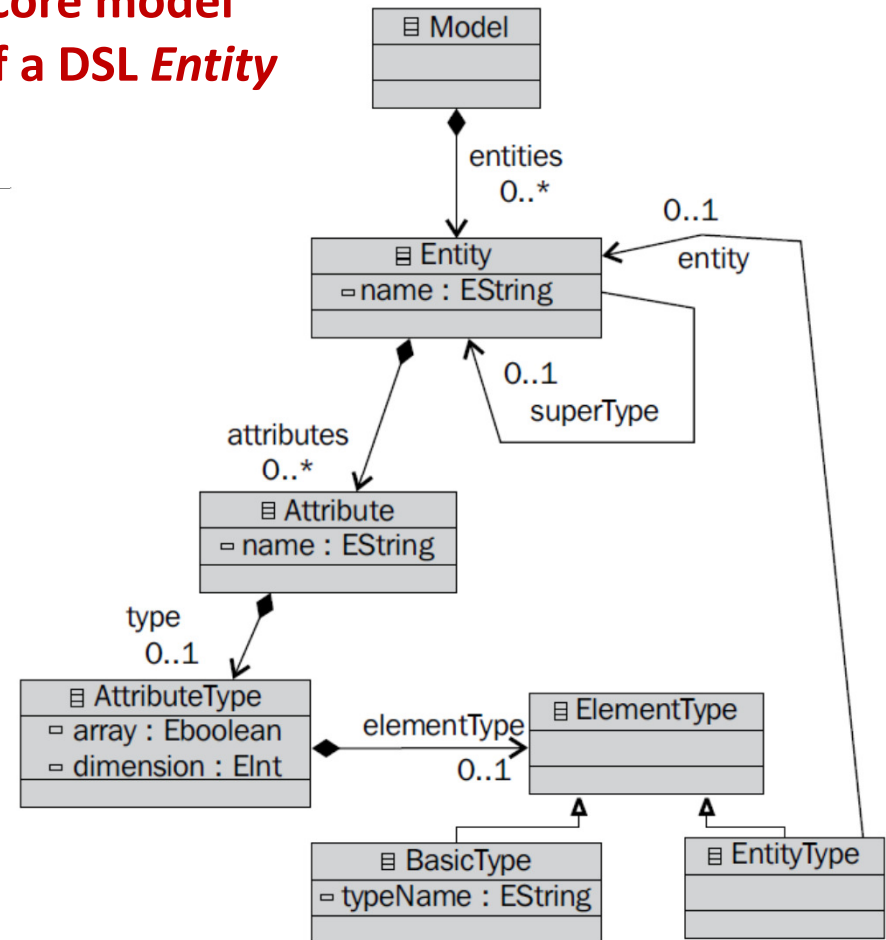 core model
f a DSL Entity
Model
entities
0..*
0..1
entity
Entity
name : EString
0..1
superType
attributes
0..*
Attribute
name : EString
type
0..1
AttributeType
array : Eboolean
dimension : EInt
elementType
0..1
ElementType
BasicType
typeName : EString
EntityType